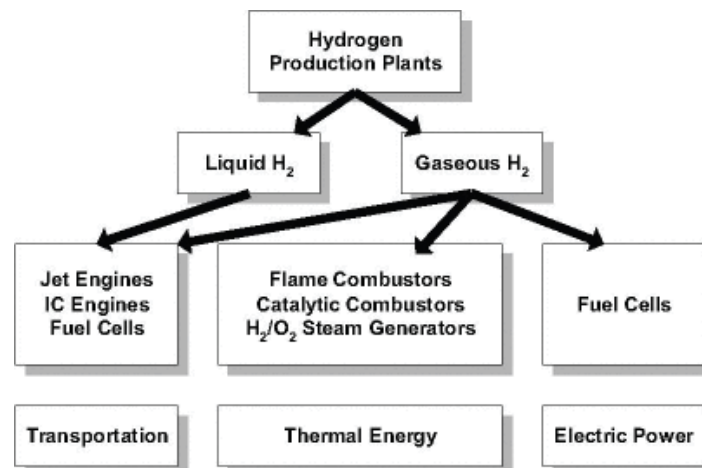 Hydrogen
Production Plants
Liquid H₂
Gaseous H₂
Jet Engines
IC Engines
Fuel Cells
Flame Combustors
Catalytic Combustors
H₂/O₂ Steam Generators
Fuel Cells
Transportation
Thermal Energy
Electric Power